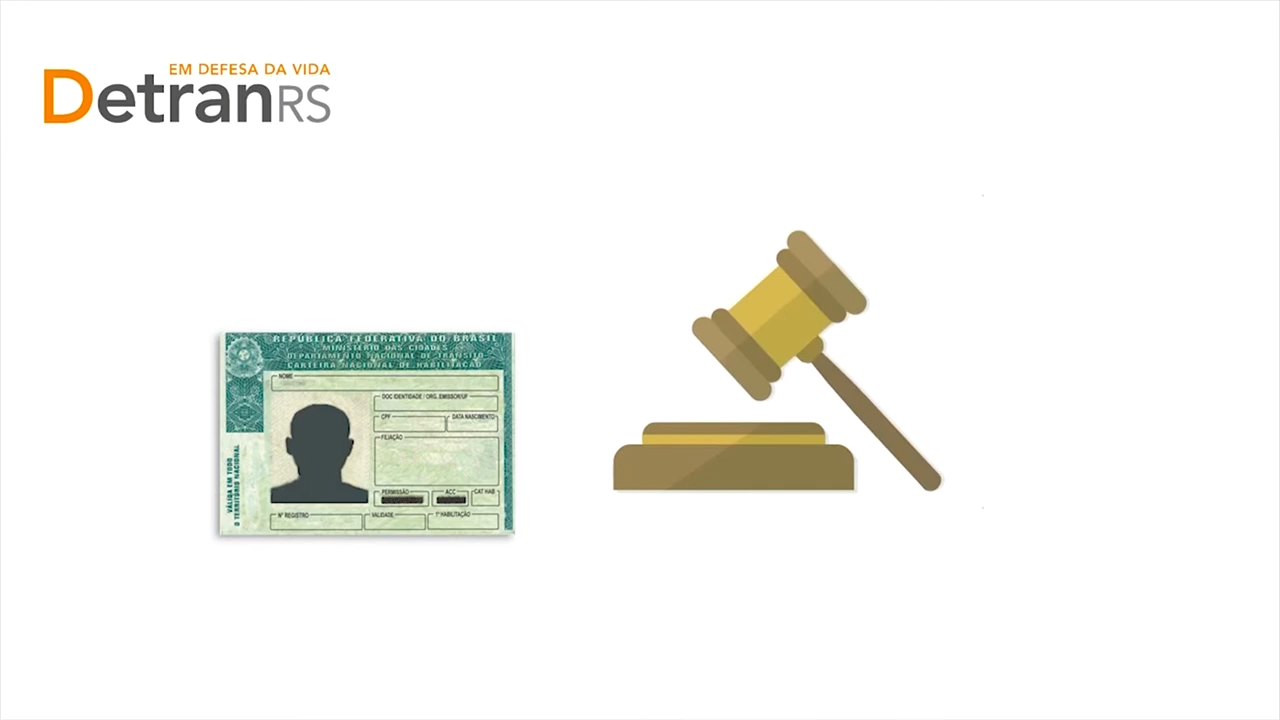 EM DEFESA DA VIDA
DetranRS
REPÚBLICA FEDERATIVA DO BRASIL
MINISTÉRIO DAS CIDADES
DEPARTAMENTO NACIONAL DE TRÂNSITO
CARTEIRA NACIONAL DE HABILITAÇÃO
NOME
DOC IDENTIDADE / ORG. EMISSOR/UF
CPF
DATA NASCIMENTO
FILIAÇÃO
PERMISSÃO
ACC
CAT HAB
Nº REGISTRO
VALIDADE
1ª HABILITAÇÃO
VÁLIDA EM TODO
O TERRITÓRIO NACIONAL